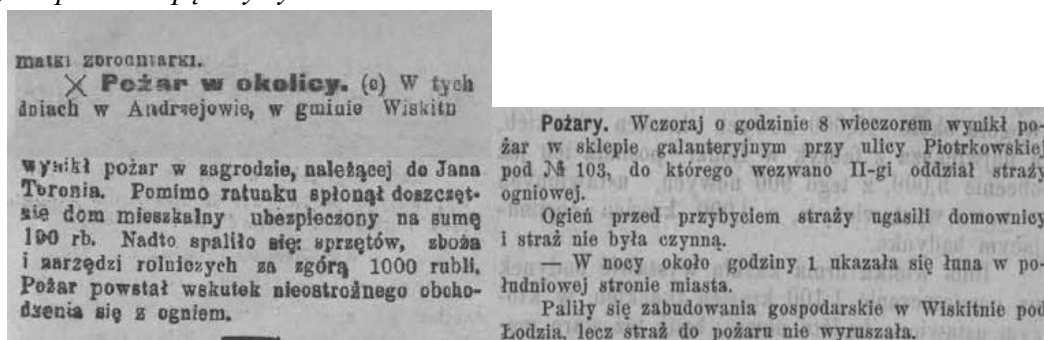 matki zbrodniarki.
× Pożar w okolicy. (c) W tych
dniach w Andrzejowie, w gminie Wiskitn
wynikł pożar w zagrodzie, należącej do Jana
Toronia. Pomimo ratunku spłonął doszczęt-
nie dom mieszkalny ubezpieczony na sumę
100 rb. Nadto spaliło się: sprzętów, zboża
i narzędzi rolniczych za zgórą 1000 rubli.
Pożar powstał wskutek nieostrożnego obcho-
dzenia się z ogniem.
Pożary. Wczoraj o godzinie 8 wieczorem wynikł po-
żar w sklepie galanteryjnym przy ulicy Piotrkowskiej
pod № 103, do którego wezwano II-gi oddział straży
ogniowej.
Ogień przed przybyciem straży ugasili domownicy
i straż nie była czynną.
— W nocy około godziny 1 ukazała się łuna w po-
łudniowej stronie miasta.
Paliły się zabudowania gospodarskie w Wiskitnie pod
Łodzią, lecz straż do pożaru nie wyruszała.